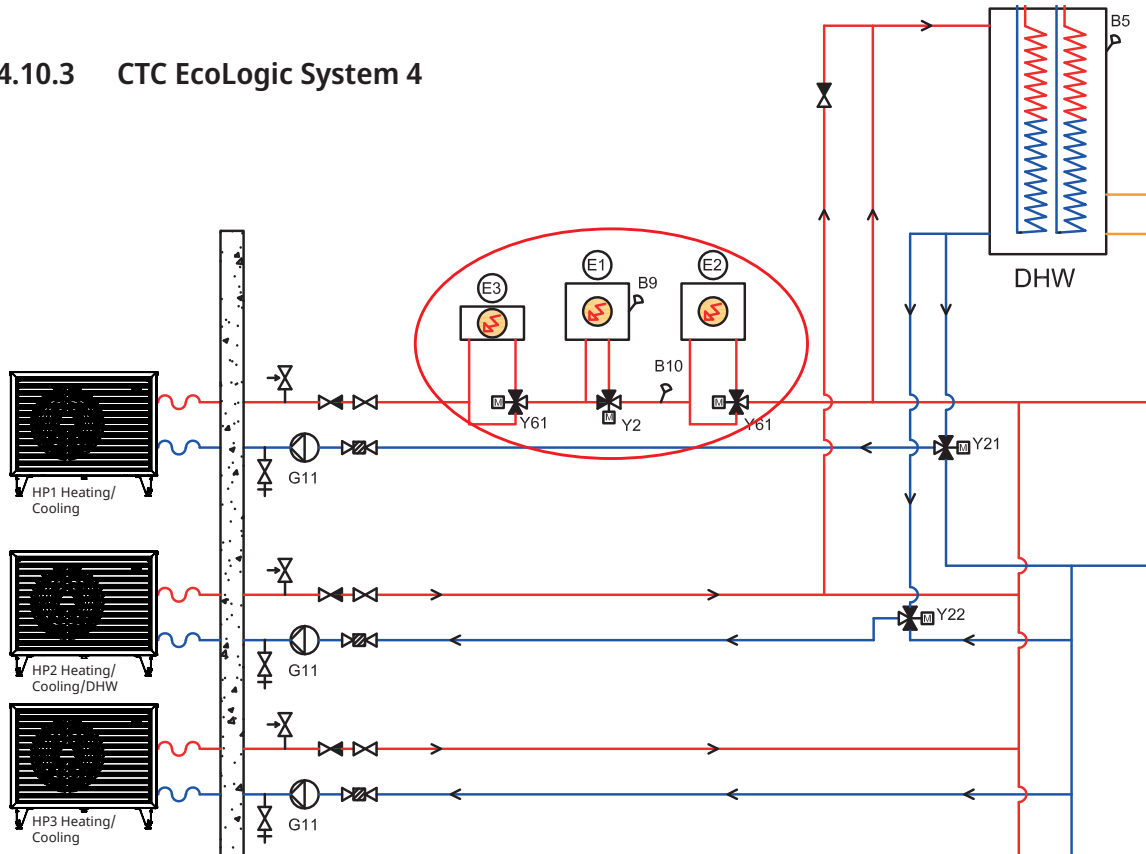 4.10.3 CTC EcoLogic System 4
B5
DHW
E3
E1
E2
B9
B10
M
Y61
M
Y2
M
Y61
G11
M
Y21
HP1 Heating/
Cooling
M
Y22
G11
HP2 Heating/
Cooling/DHW
G11
HP3 Heating/
Cooling